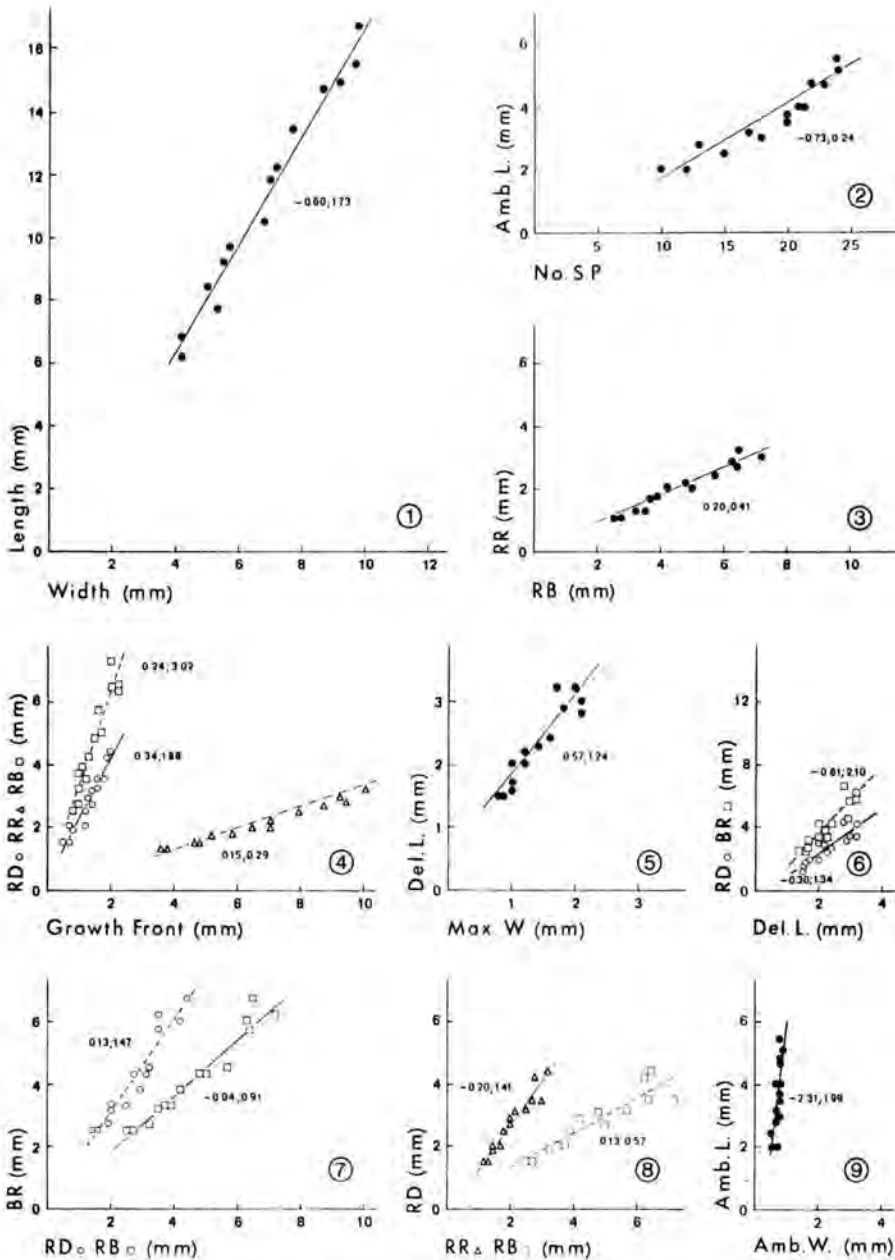 16
14
12
10
8
6
4
2
0
2 4 6 8 10 12
Length (mm)
Width (mm)
-0.60;1.73
1
6
4
2
0
5 10 15 20 25
Amb. L. (mm)
No. S P
-0.73,0.24
2
6
4
2
0
2 4 6 8 10
RR (mm)
RB (mm)
0.20,0.41
3
6
4
2
0
2 4 6 8 10
RD○ RR△ RB□ (mm)
Growth Front (mm)
0.24;3.02
0.34;1.88
0.15,0.29
4
3
2
1
0
1 2 3
Del. L. (mm)
Max. W (mm)
0.57,1.24
5
12
8
4
0
2 4
RD○ BR□ (mm)
Del. L. (mm)
-0.61;2.10
-0.30;1.34
6
6
4
2
0
2 4 6 8 10
BR (mm)
RD○ RB□ (mm)
0.13;1.47
-0.04,0.91
7
6
4
2
0
2 4 6
RD (mm)
RR△ RB□ (mm)
-0.20,1.41
0.13 0.57
8
6
4
2
0
2 4
Amb. L. (mm)
Amb. W. (mm)
9